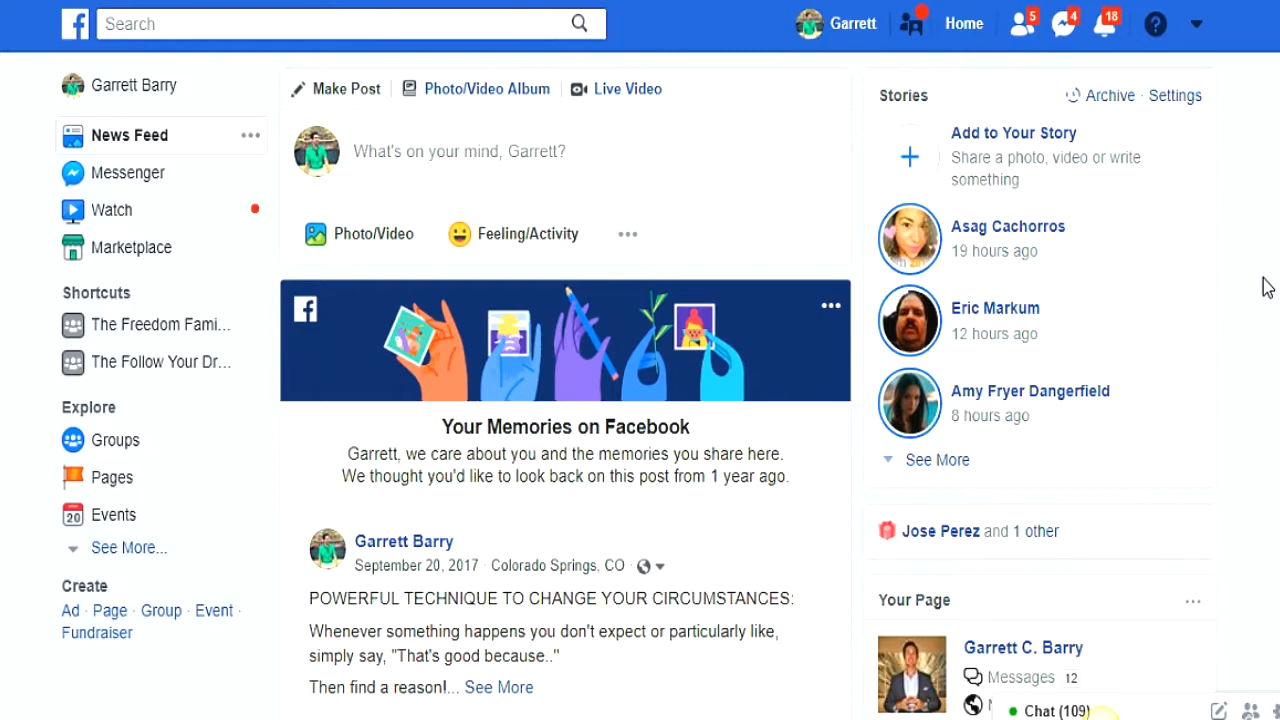 Search
Garrett
Home
5
4
18
Garrett Barry
News Feed
Messenger
Watch
Marketplace
Shortcuts
The Freedom Fami...
The Follow Your Dr...
Explore
Groups
Pages
20
Events
See More...
Create
Ad · Page · Group · Event ·
Fundraiser
Make Post
Photo/Video Album
Live Video
What's on your mind, Garrett?
Photo/Video
Feeling/Activity
Your Memories on Facebook
Garrett, we care about you and the memories you share here.
We thought you'd like to look back on this post from 1 year ago.
Garrett Barry
September 20, 2017 · Colorado Springs, CO ·
POWERFUL TECHNIQUE TO CHANGE YOUR CIRCUMSTANCES:
Whenever something happens you don't expect or particularly like,
simply say, "That's good because.."
Then find a reason!... See More
Stories
Archive · Settings
Add to Your Story
Share a photo, video or write
something
Asag Cachorros
19 hours ago
Eric Markum
12 hours ago
Amy Fryer Dangerfield
8 hours ago
See More
Jose Perez and 1 other
Your Page
Garrett C. Barry
Messages 12
Chat (109)